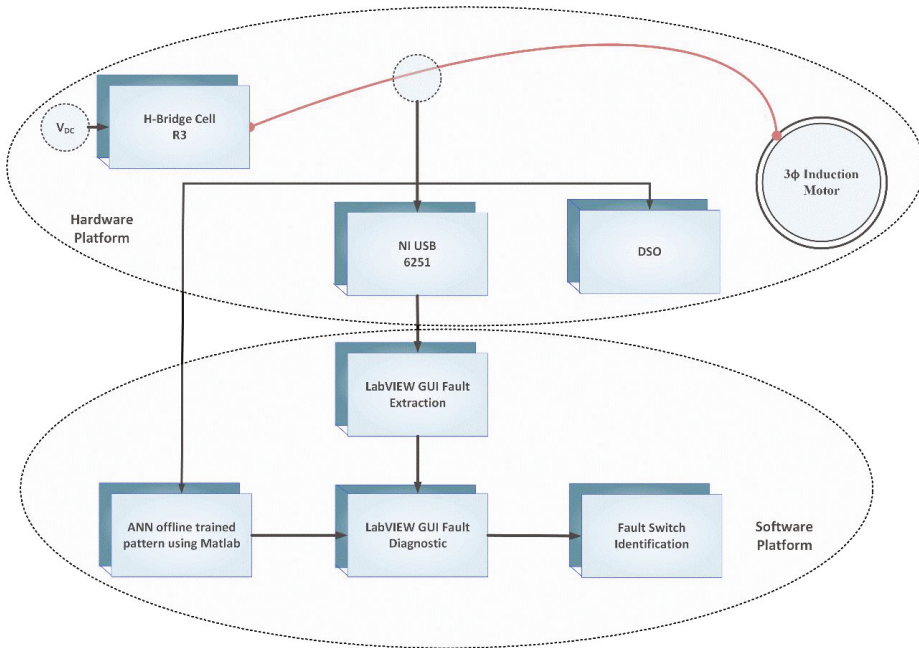 V_DC
H-Bridge Cell
R3
3ϕ Induction
Motor
Hardware
Platform
NI USB
6251
DSO
LabVIEW GUI Fault
Extraction
ANN offline trained
pattern using Matlab
LabVIEW GUI Fault
Diagnostic
Fault Switch
Identification
Software
Platform